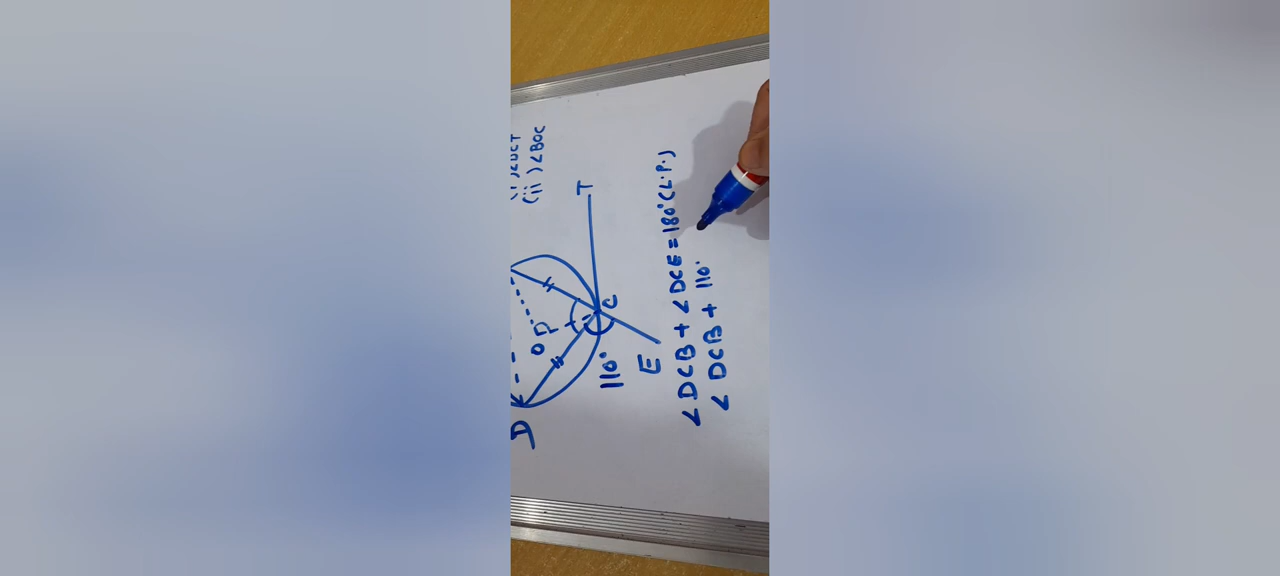 (ii) ∠BOC
T
O P
C
D
110°
E
∠DCB + ∠DCE = 180° (L.P.)
∠DCB + 110°